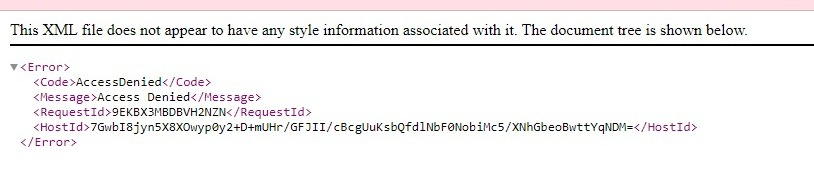 This XML file does not appear to have any style information associated with it. The document tree is shown below.
▼<Error>
<Code>AccessDenied</Code>
<Message>Access Denied</Message>
<RequestId>9EKBX3MBDBVH2NZN</RequestId>
<HostId>7GwbI8jyn5X8XOwyp0y2+D+mUHr/GFJII/cBcgUuKsbQfdlNbF0NobiMc5/XNhGbeoBwttYqNDM=</HostId>
</Error>